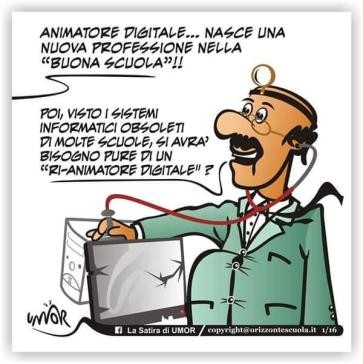 ANIMATORE DIGITALE... NASCE UNA
NUOVA PROFESSIONE NELLA
"BUONA SCUOLA"!!
POI, VISTO I SISTEMI
INFORMATICI OBSOLETI
DI MOLTE SCUOLE, SI AVRA'
BISOGNO PURE DI UN
"RI-ANIMATORE DIGITALE" ?
UMOR
f La Satira di UMOR copyright@orizzontescuola.it 1/16